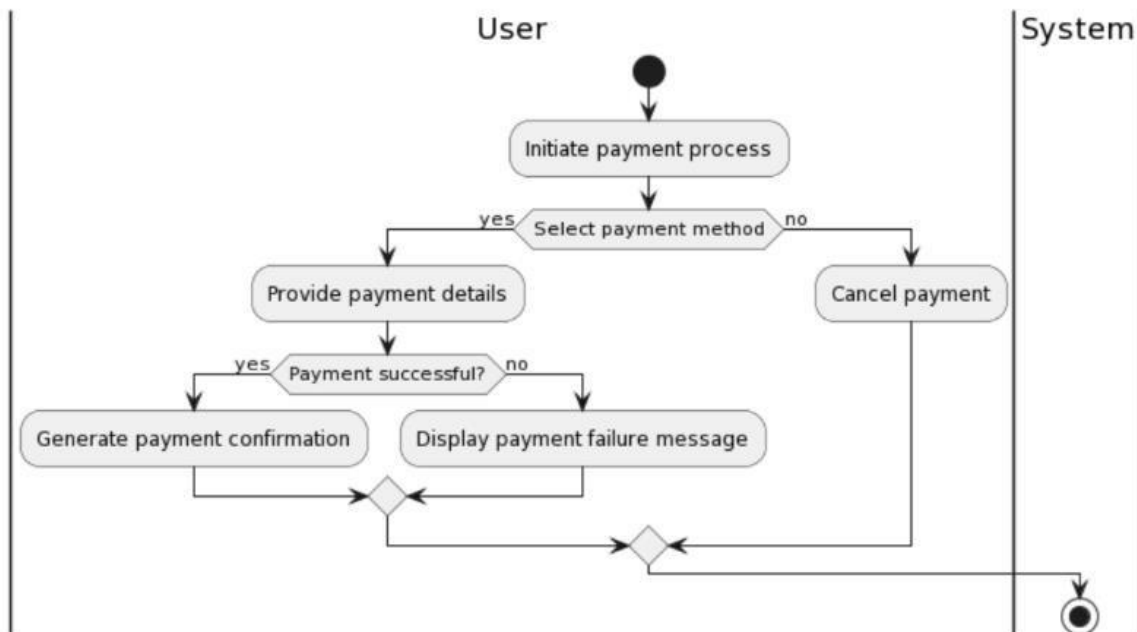 User
System
Initiate payment process
yes
Select payment method
no
Provide payment details
Cancel payment
yes
Payment successful?
no
Generate payment confirmation
Display payment failure message